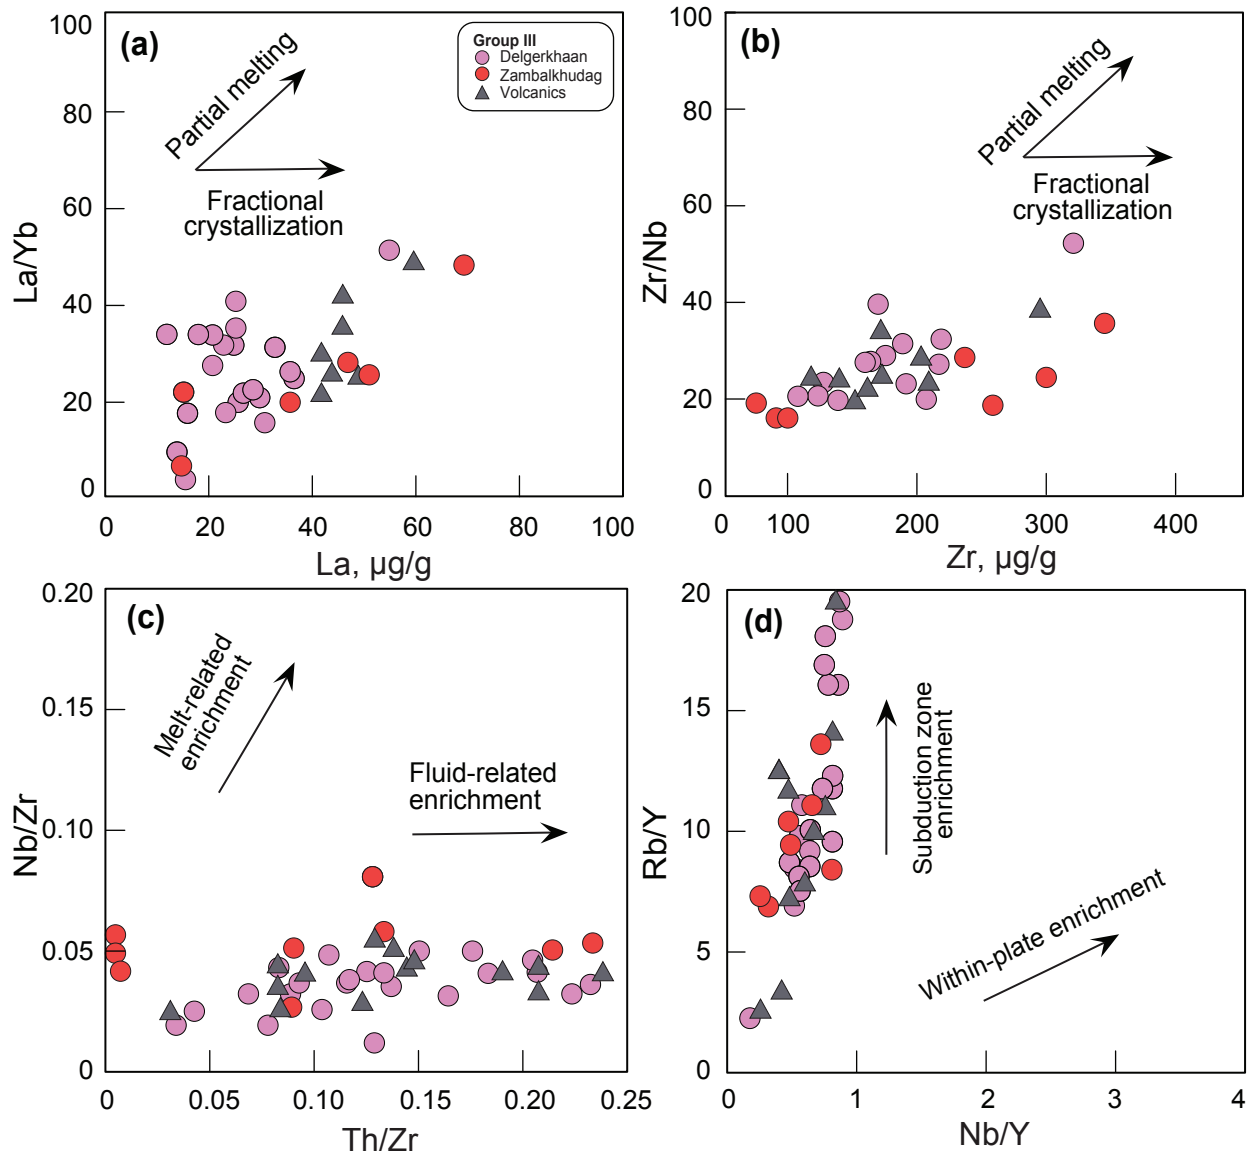 (a)
Group III
Delgerkhaan
Zambalkhudag
Volcanics
Partial melting
Fractional
crystallization
La/Yb
100
80
60
40
20
0
0 20 40 60 80 100
La, µg/g
(b)
Partial melting
Fractional
crystallization
Zr/Nb
100
80
60
40
20
0
0 100 200 300 400
Zr, µg/g
(c)
Melt-related
enrichment
Fluid-related
enrichment
Nb/Zr
0.20
0.15
0.10
0.05
0
0 0.05 0.10 0.15 0.20 0.25
Th/Zr
(d)
Subduction zone
enrichment
Within-plate enrichment
Rb/Y
20
15
10
5
0
0 1 2 3 4
Nb/Y